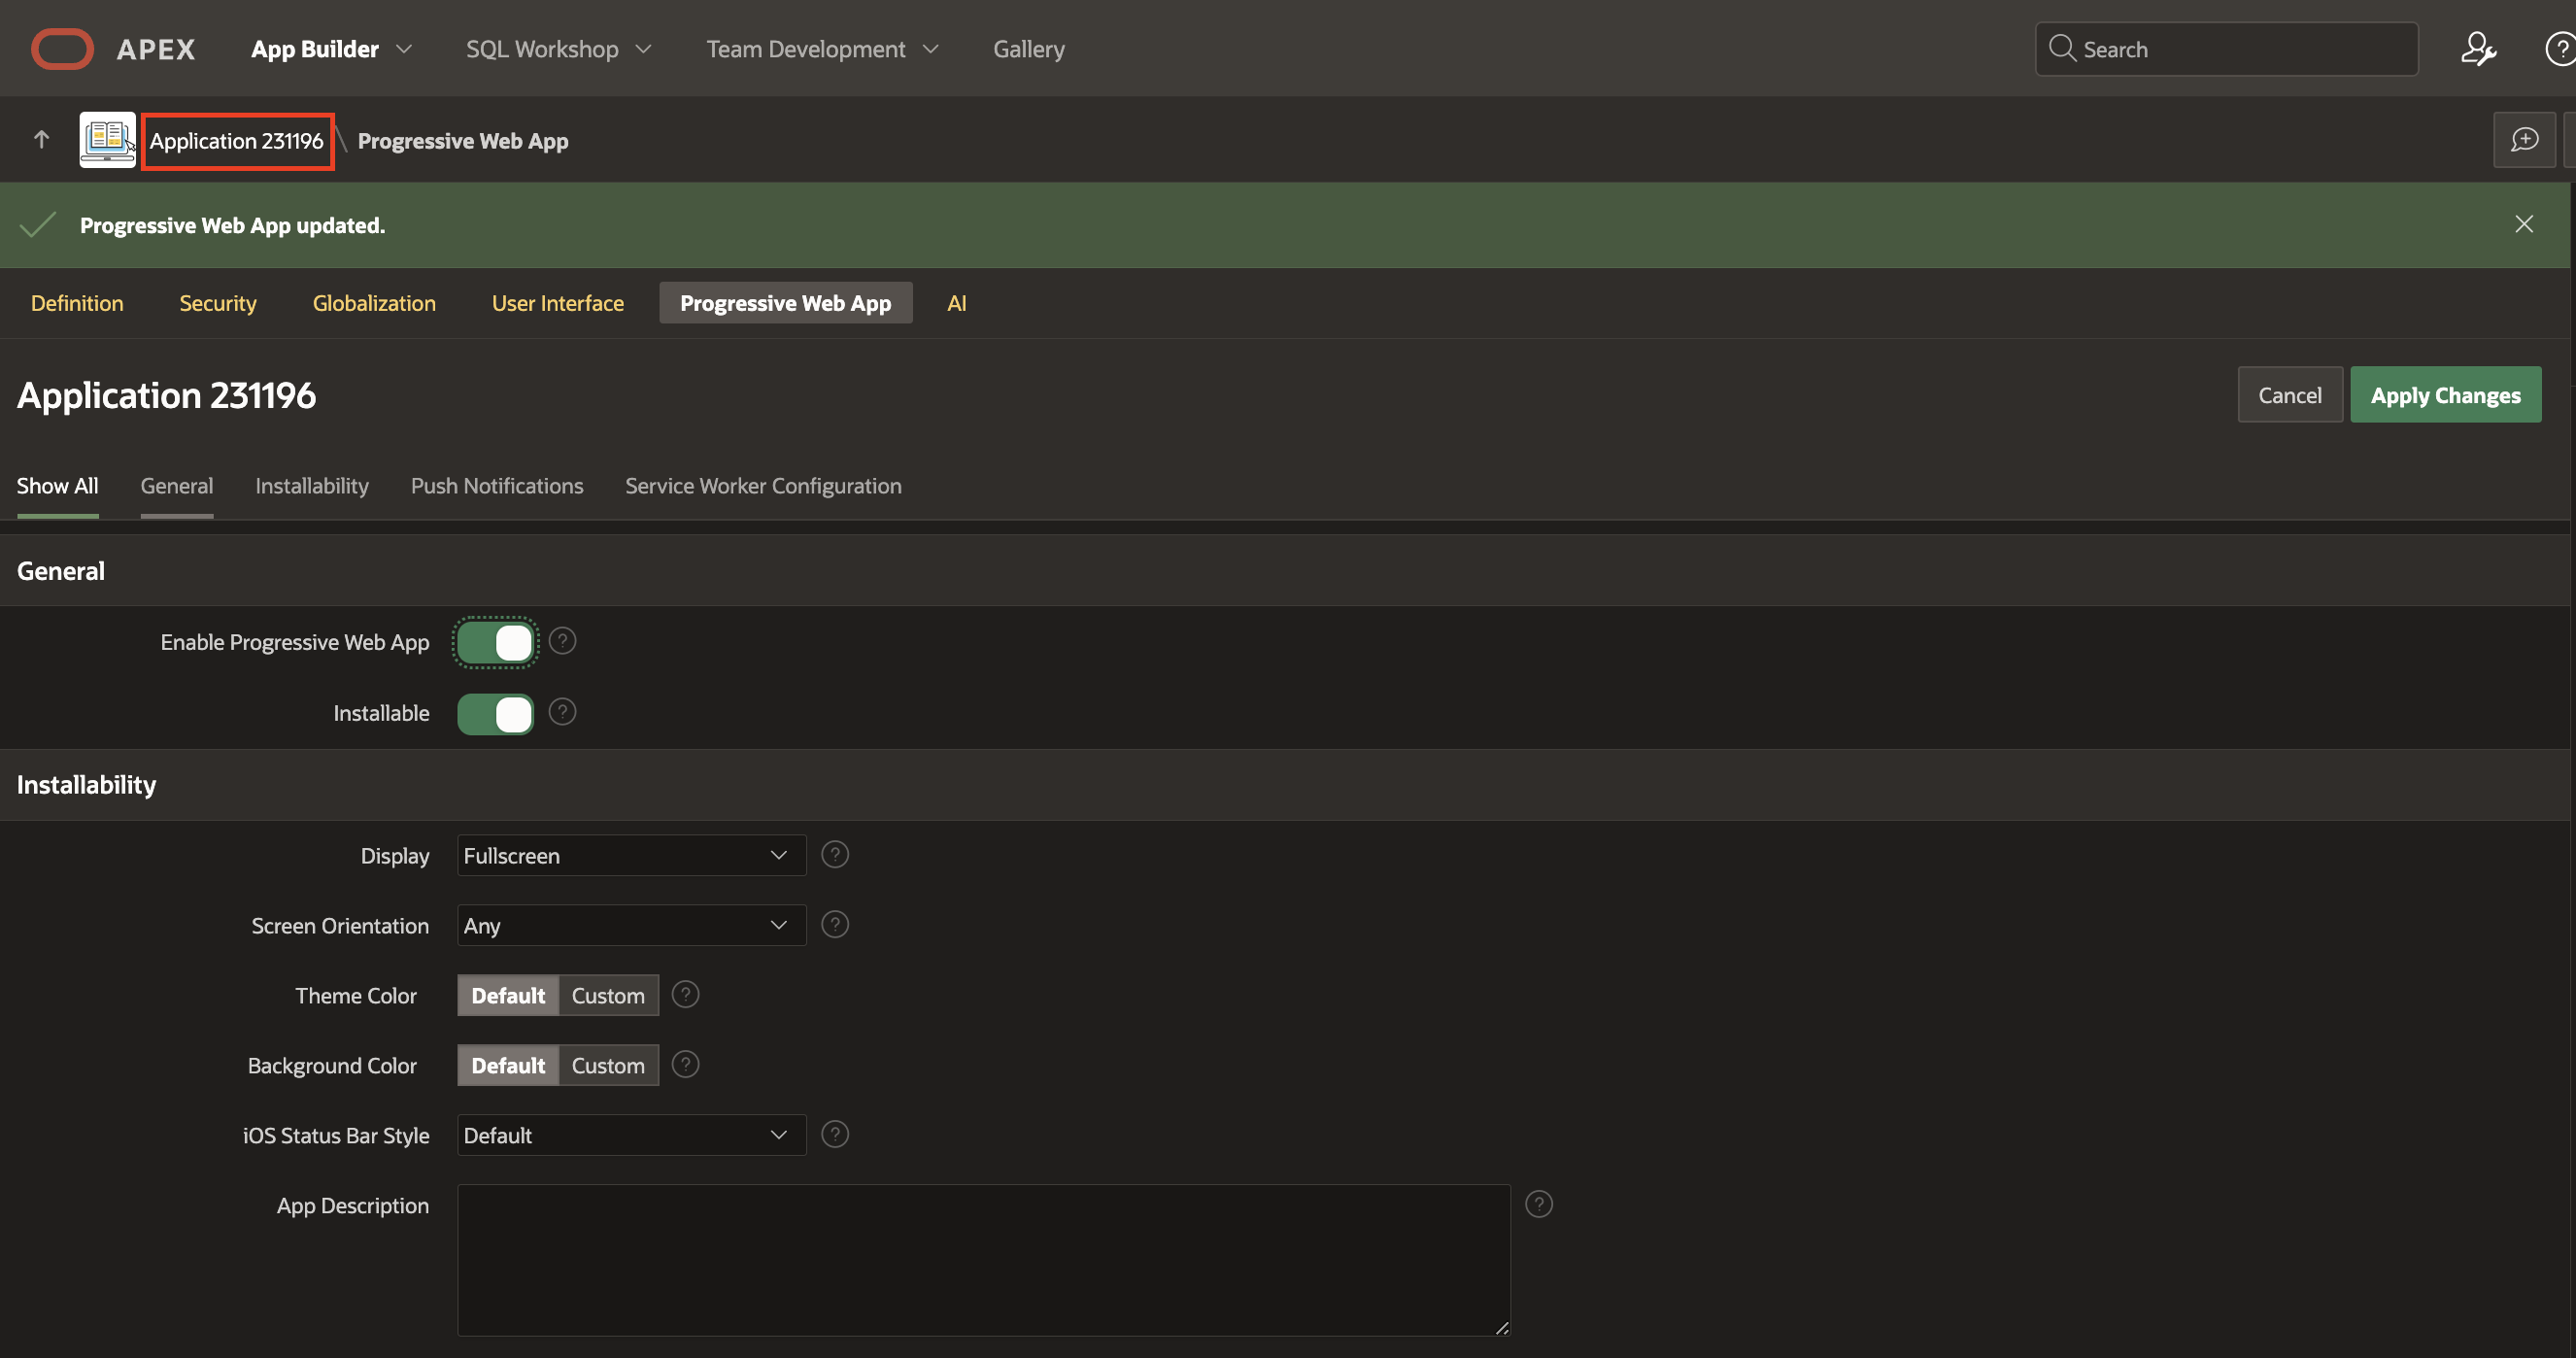 APEX App Builder SQL Workshop Team Development Gallery Search
Application 231196 \ Progressive Web App
Progressive Web App updated.
Definition Security Globalization User Interface Progressive Web App AI
Application 231196 Cancel Apply Changes
Show All General Installability Push Notifications Service Worker Configuration
General
Enable Progressive Web App ?
Installable ?
Installability
Display Fullscreen ?
Screen Orientation Any ?
Theme Color Default Custom ?
Background Color Default Custom ?
iOS Status Bar Style Default ?
App Description ?